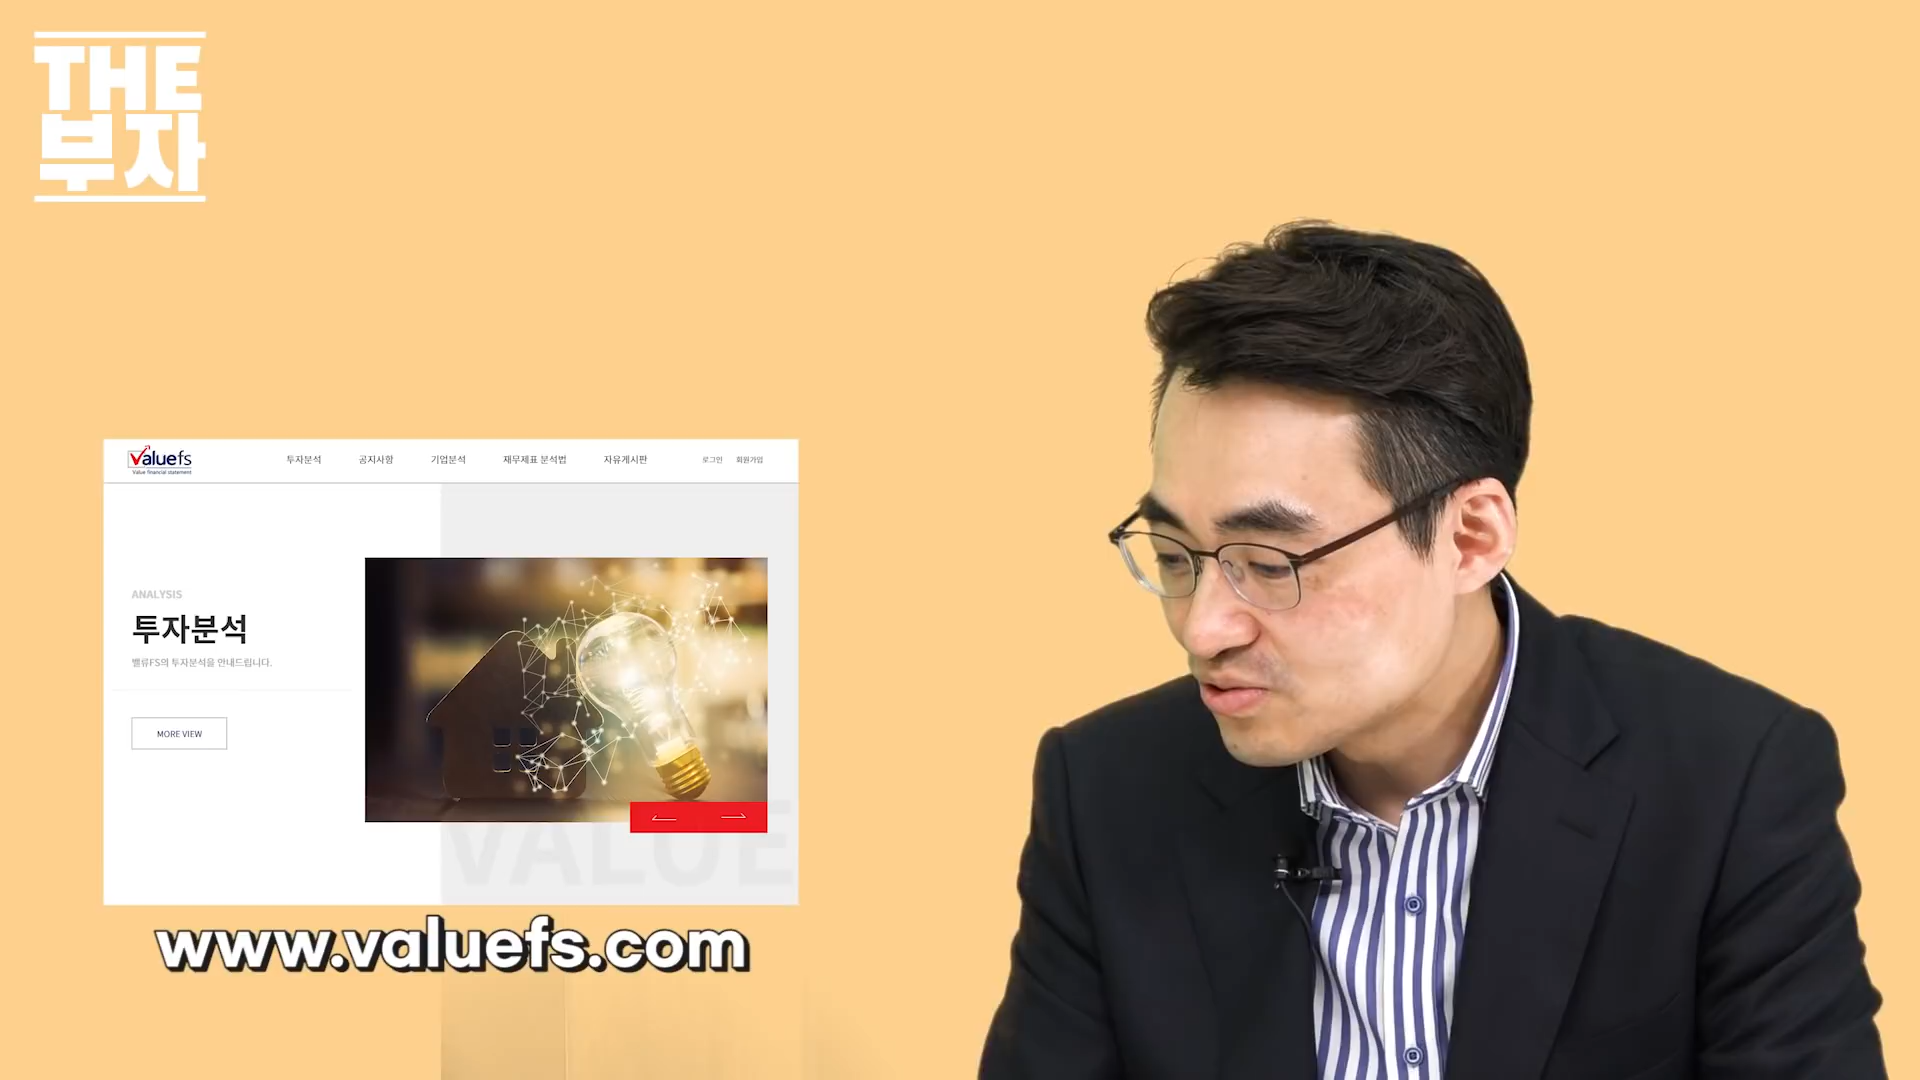 THE
부자
Valuefs
Value financial statement
투자분석 공지사항 기업분석 재무제표 분석법 자유게시판 로그인 회원가입
ANALYSIS
투자분석
밸류FS의 투자분석을 안내드립니다.
MORE VIEW
VALUE
www.valuefs.com